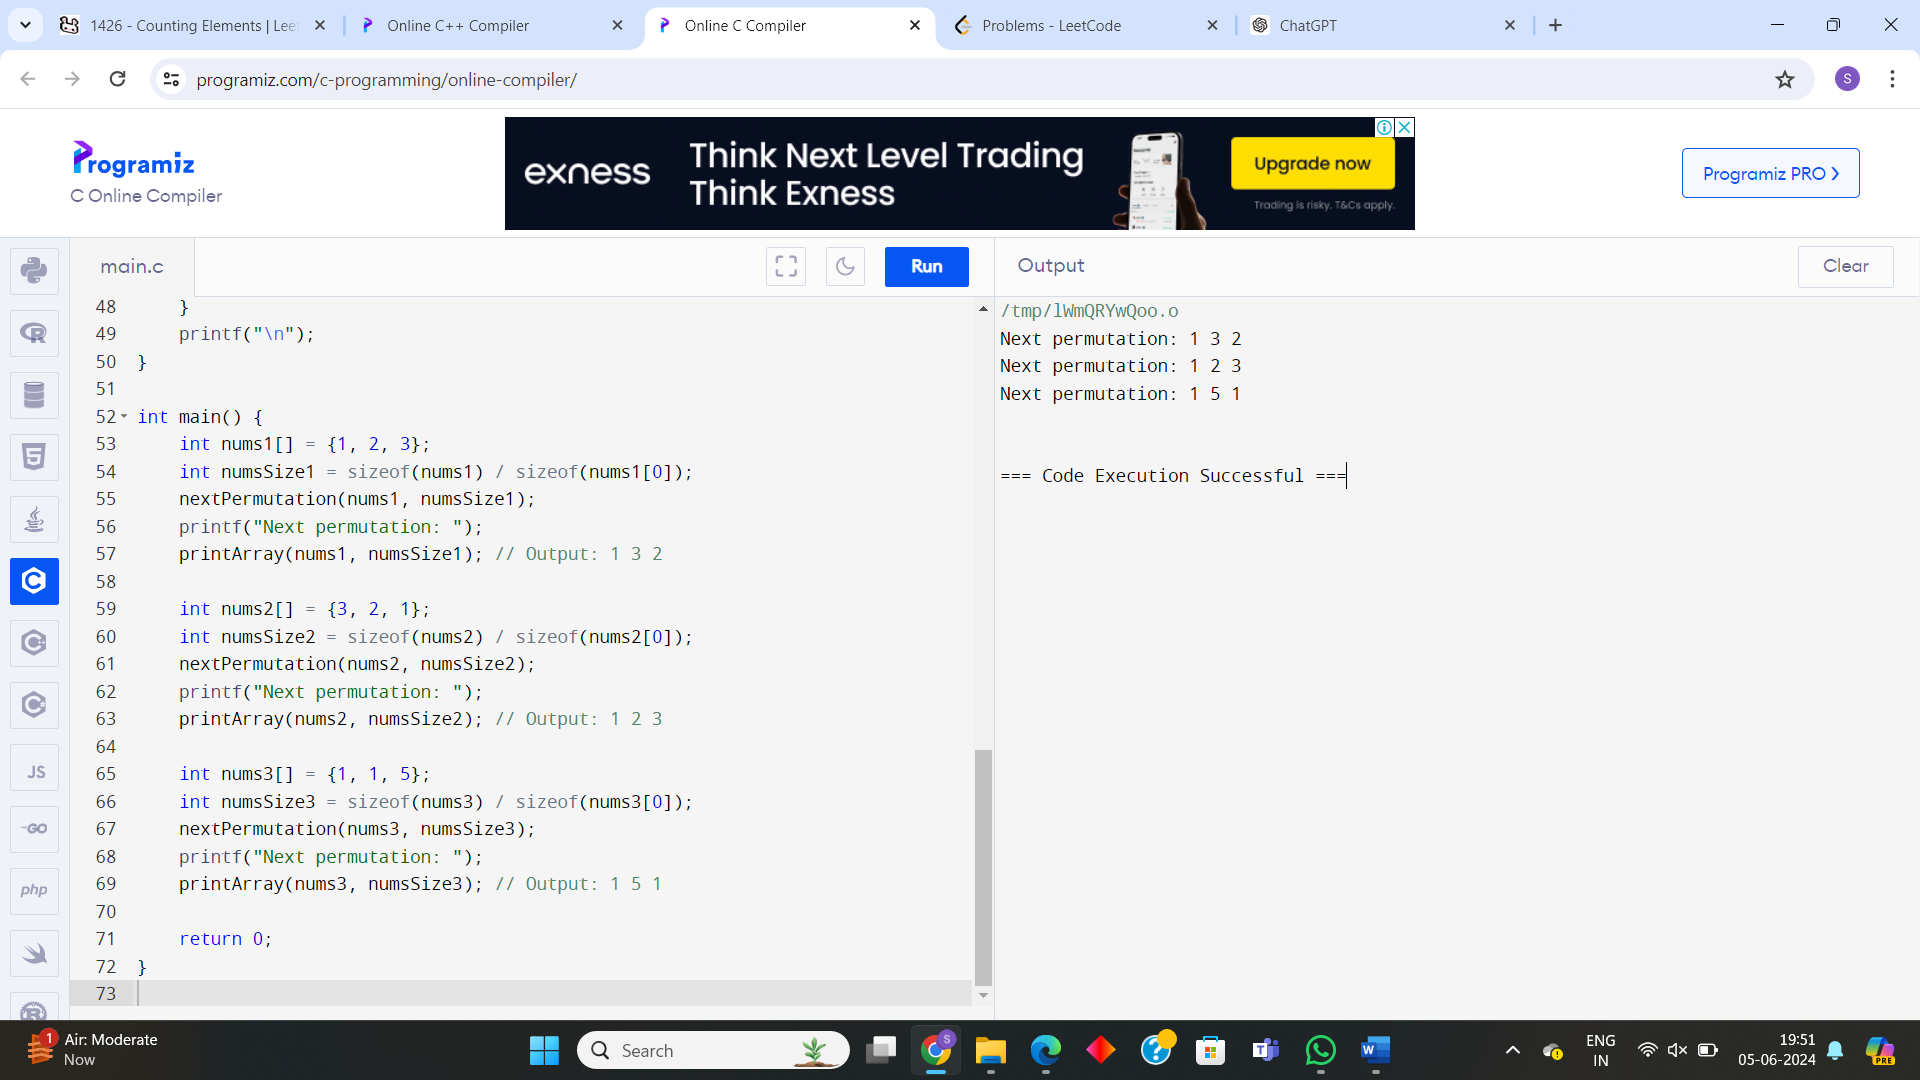 1426 - Counting Elements | Leet
Online C++ Compiler
Online C Compiler
Problems - LeetCode
ChatGPT
programiz.com/c-programming/online-compiler/
S
Programiz
C Online Compiler
exness
Think Next Level Trading
Think Exness
Upgrade now
Trading is risky. T&Cs apply.
Programiz PRO
main.c
Run
Output
Clear
48 }
49 printf("\n");
50 }
51
52 int main() {
53 int nums1[] = {1, 2, 3};
54 int numsSize1 = sizeof(nums1) / sizeof(nums1[0]);
55 nextPermutation(nums1, numsSize1);
56 printf("Next permutation: ");
57 printArray(nums1, numsSize1); // Output: 1 3 2
58
59 int nums2[] = {3, 2, 1};
60 int numsSize2 = sizeof(nums2) / sizeof(nums2[0]);
61 nextPermutation(nums2, numsSize2);
62 printf("Next permutation: ");
63 printArray(nums2, numsSize2); // Output: 1 2 3
64
65 int nums3[] = {1, 1, 5};
66 int numsSize3 = sizeof(nums3) / sizeof(nums3[0]);
67 nextPermutation(nums3, numsSize3);
68 printf("Next permutation: ");
69 printArray(nums3, numsSize3); // Output: 1 5 1
70
71 return 0;
72 }
73
/tmp/lWmQRYwQoo.o
Next permutation: 1 3 2
Next permutation: 1 2 3
Next permutation: 1 5 1
=== Code Execution Successful ===
JS
GO
php
1
Air: Moderate
Now
Search
ENG
IN
19:51
05-06-2024
PRE